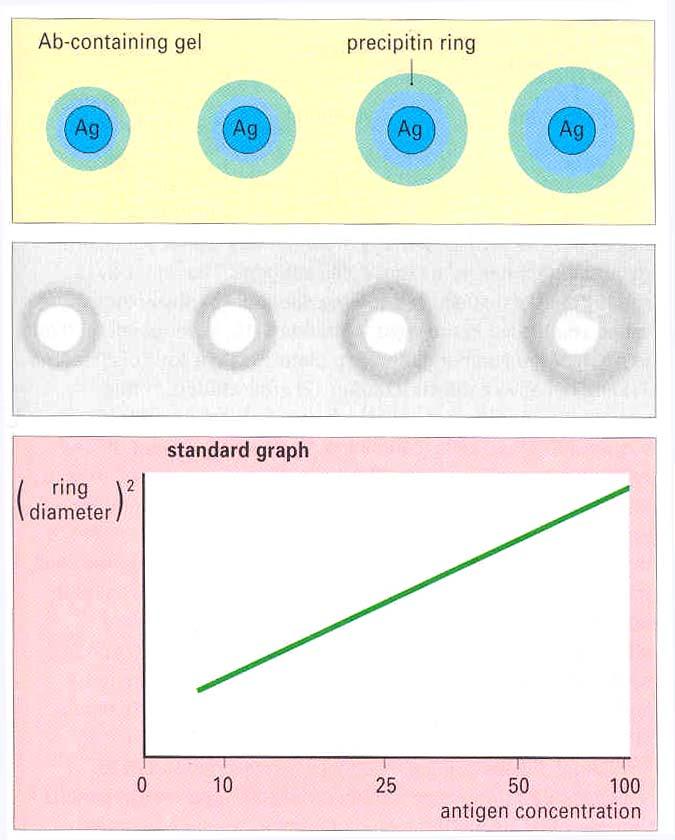 Ab-containing gel
precipitin ring
Ag
Ag
Ag
Ag
standard graph
( ring diameter )²
0 10 25 50 100
antigen concentration